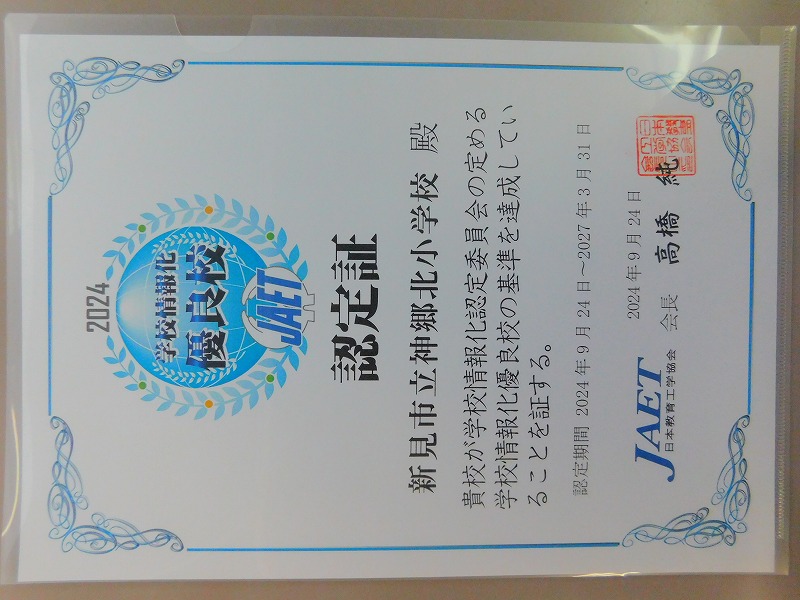 2024
学校情報化
優良校
JAET
認定証
新見市立神郷北小学校 殿
貴校が学校情報化認定委員会の定める
学校情報化優良校の基準を達成してい
ることを証する。
認定期間 2024年9月24日～2027年3月31日
2024年9月24日
JAET
日本教育工学協会
会長 高橋 純